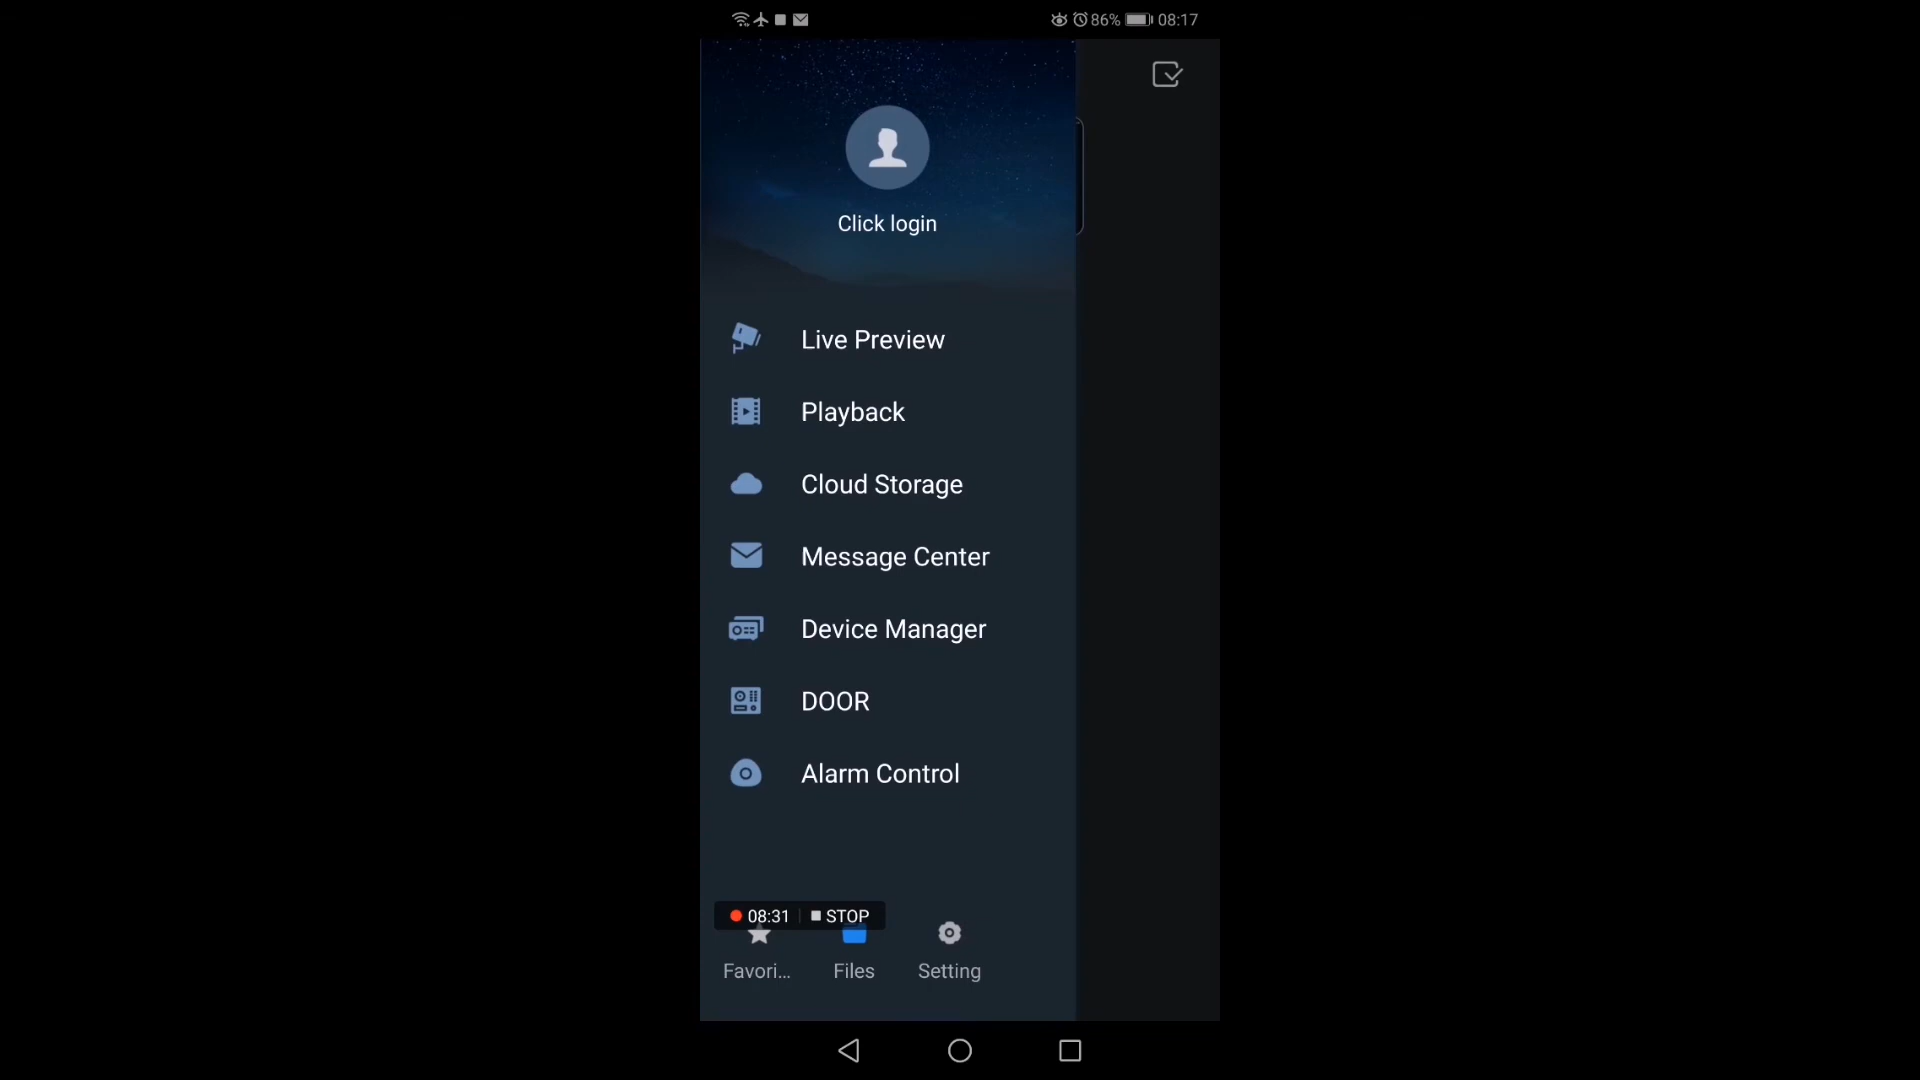 86% 08:17
Click login
Live Preview
Playback
Cloud Storage
Message Center
Device Manager
DOOR
Alarm Control
08:31 STOP
Favori... Files Setting